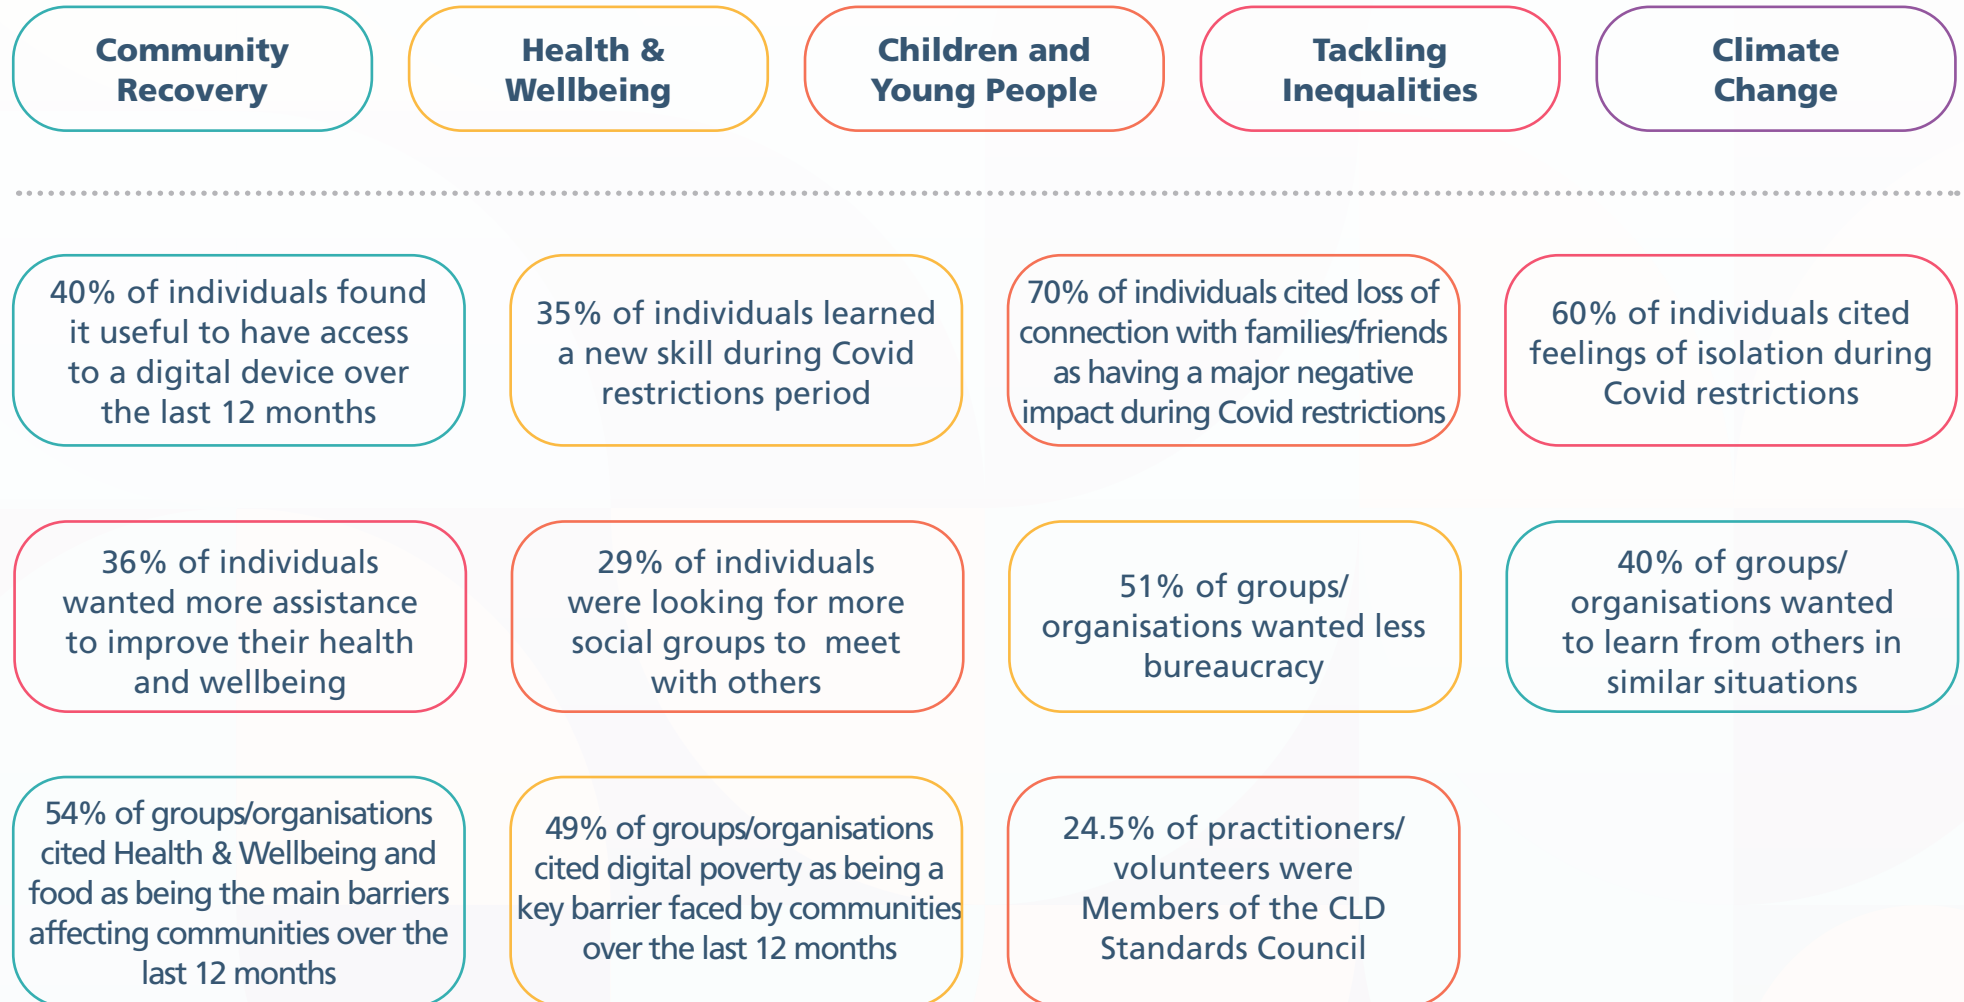 Community
Recovery
Health &
Wellbeing
Children and
Young People
Tackling
Inequalities
Climate
Change
40% of individuals found
it useful to have access
to a digital device over
the last 12 months
35% of individuals learned
a new skill during Covid
restrictions period
70% of individuals cited loss of
connection with families/friends
as having a major negative
impact during Covid restrictions
60% of individuals cited
feelings of isolation during
Covid restrictions
36% of individuals
wanted more assistance
to improve their health
and wellbeing
29% of individuals
were looking for more
social groups to  meet
with others
51% of groups/
organisations wanted less
bureaucracy
40% of groups/
organisations wanted
to learn from others in
similar situations
54% of groups/organisations
cited Health & Wellbeing and
food as being the main barriers
affecting communities over the
last 12 months
49% of groups/organisations
cited digital poverty as being a
key barrier faced by communities
over the last 12 months
24.5% of practitioners/
volunteers were
Members of the CLD
Standards Council